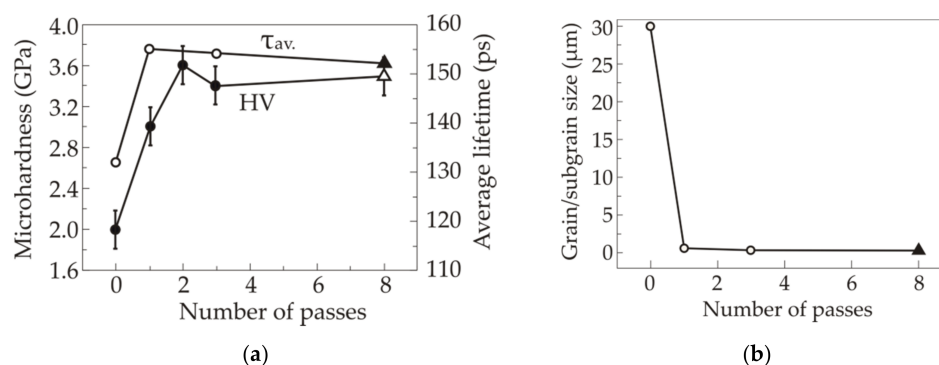 Microhardness (GPa)
4.0
3.6
3.2
2.8
2.4
2.0
1.6
τav.
HV
160
150
140
130
120
110
Average lifetime (ps)
0 2 4 6 8
Number of passes
(a)
Grain/subgrain size (μm)
30
25
20
15
10
5
0
0 2 4 6 8
Number of passes
(b)